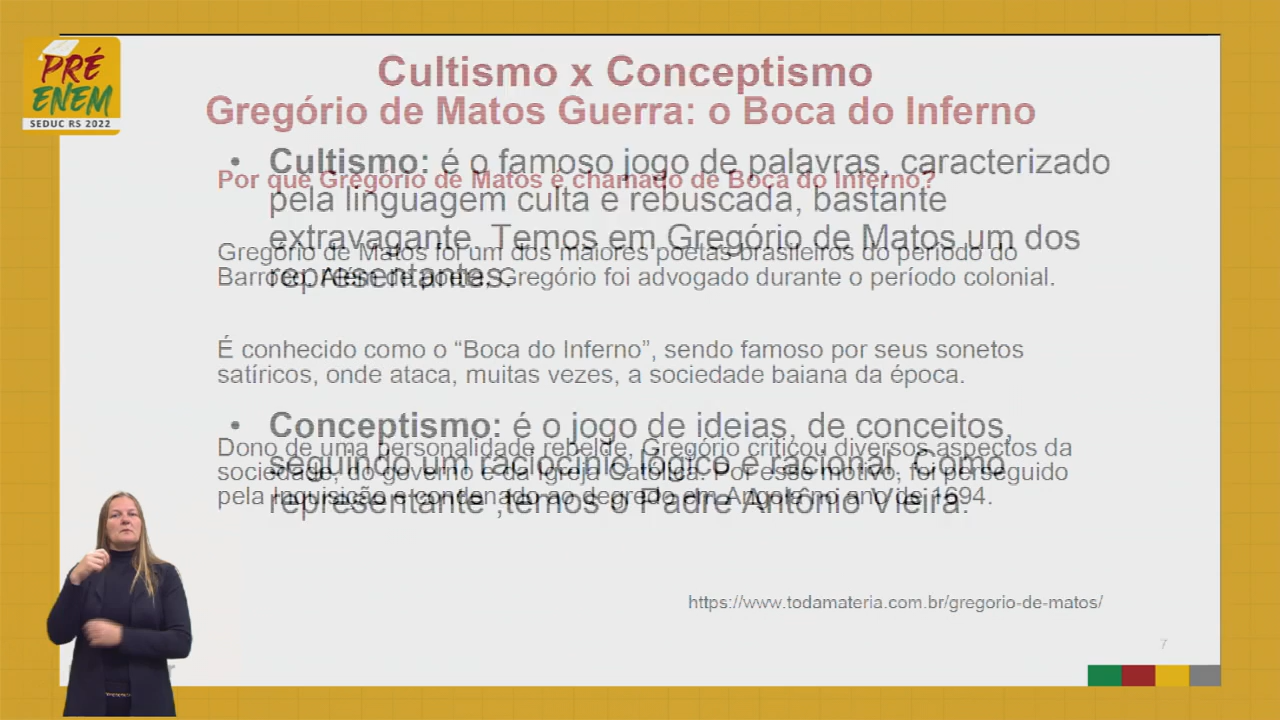 PRÉ
ENEM
SEDUC RS 2022
Cultismo x Conceptismo
Gregório de Matos Guerra: o Boca do Inferno
• Cultismo: é o famoso jogo de palavras, caracterizado
pela linguagem culta e rebuscada, bastante
extravagante. Temos em Gregório de Matos um dos
representantes.
Por que Gregório de Matos é chamado de Boca do Inferno?
Gregório de Matos foi um dos maiores poetas brasileiros do período do
Barroco. Além de poeta, Gregório foi advogado durante o período colonial.
É conhecido como o “Boca do Inferno”, sendo famoso por seus sonetos
satíricos, onde ataca, muitas vezes, a sociedade baiana da época.
• Conceptismo: é o jogo de ideias, de conceitos,
seguindo um raciocínio lógico e racional. Como
representante ,temos o Padre Antônio Vieira.
Dono de uma personalidade rebelde, Gregório criticou diversos aspectos da
sociedade, do governo e da Igreja Católica. Por esse motivo, foi perseguido
pela Inquisição e condenado ao degredo em Angola no ano de 1694.
https://www.todamateria.com.br/gregorio-de-matos/
7